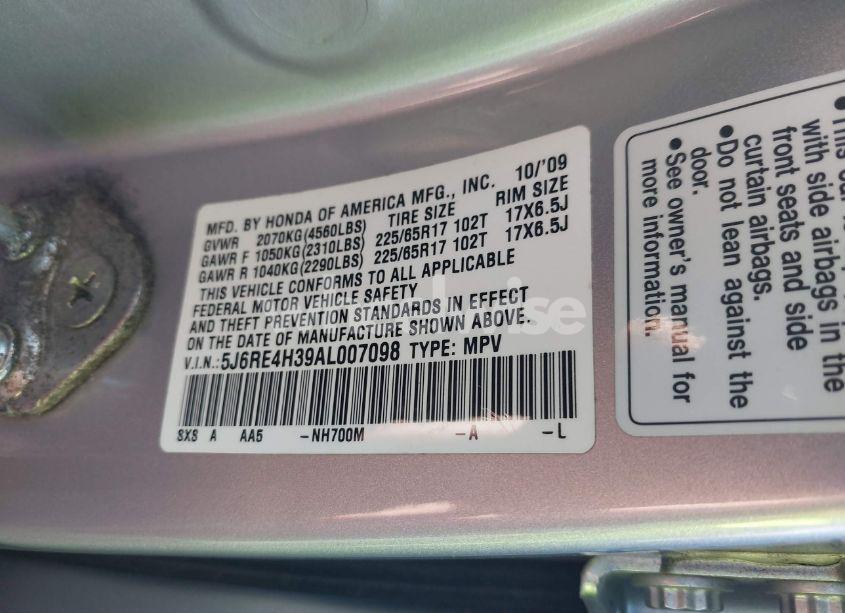 MFD. BY HONDA OF AMERICA MFG., INC. 10/'09
GVWR 2070KG(4560LBS) TIRE SIZE RIM SIZE
GAWR F 1050KG(2310LBS) 225/65R17 102T 17X6.5J
GAWR R 1040KG(2290LBS) 225/65R17 102T 17X6.5J
THIS VEHICLE CONFORMS TO ALL APPLICABLE
FEDERAL MOTOR VEHICLE SAFETY
AND THEFT PREVENTION STANDARDS IN EFFECT
ON THE DATE OF MANUFACTURE SHOWN ABOVE.
V.I.N.:5J6RE4H39AL007098 TYPE: MPV
SXS A AA5 -NH700M -A -L
with side airbags in the
front seats and side
curtain airbags.
•Do not lean against the
door.
•See owner's manual for
more information.